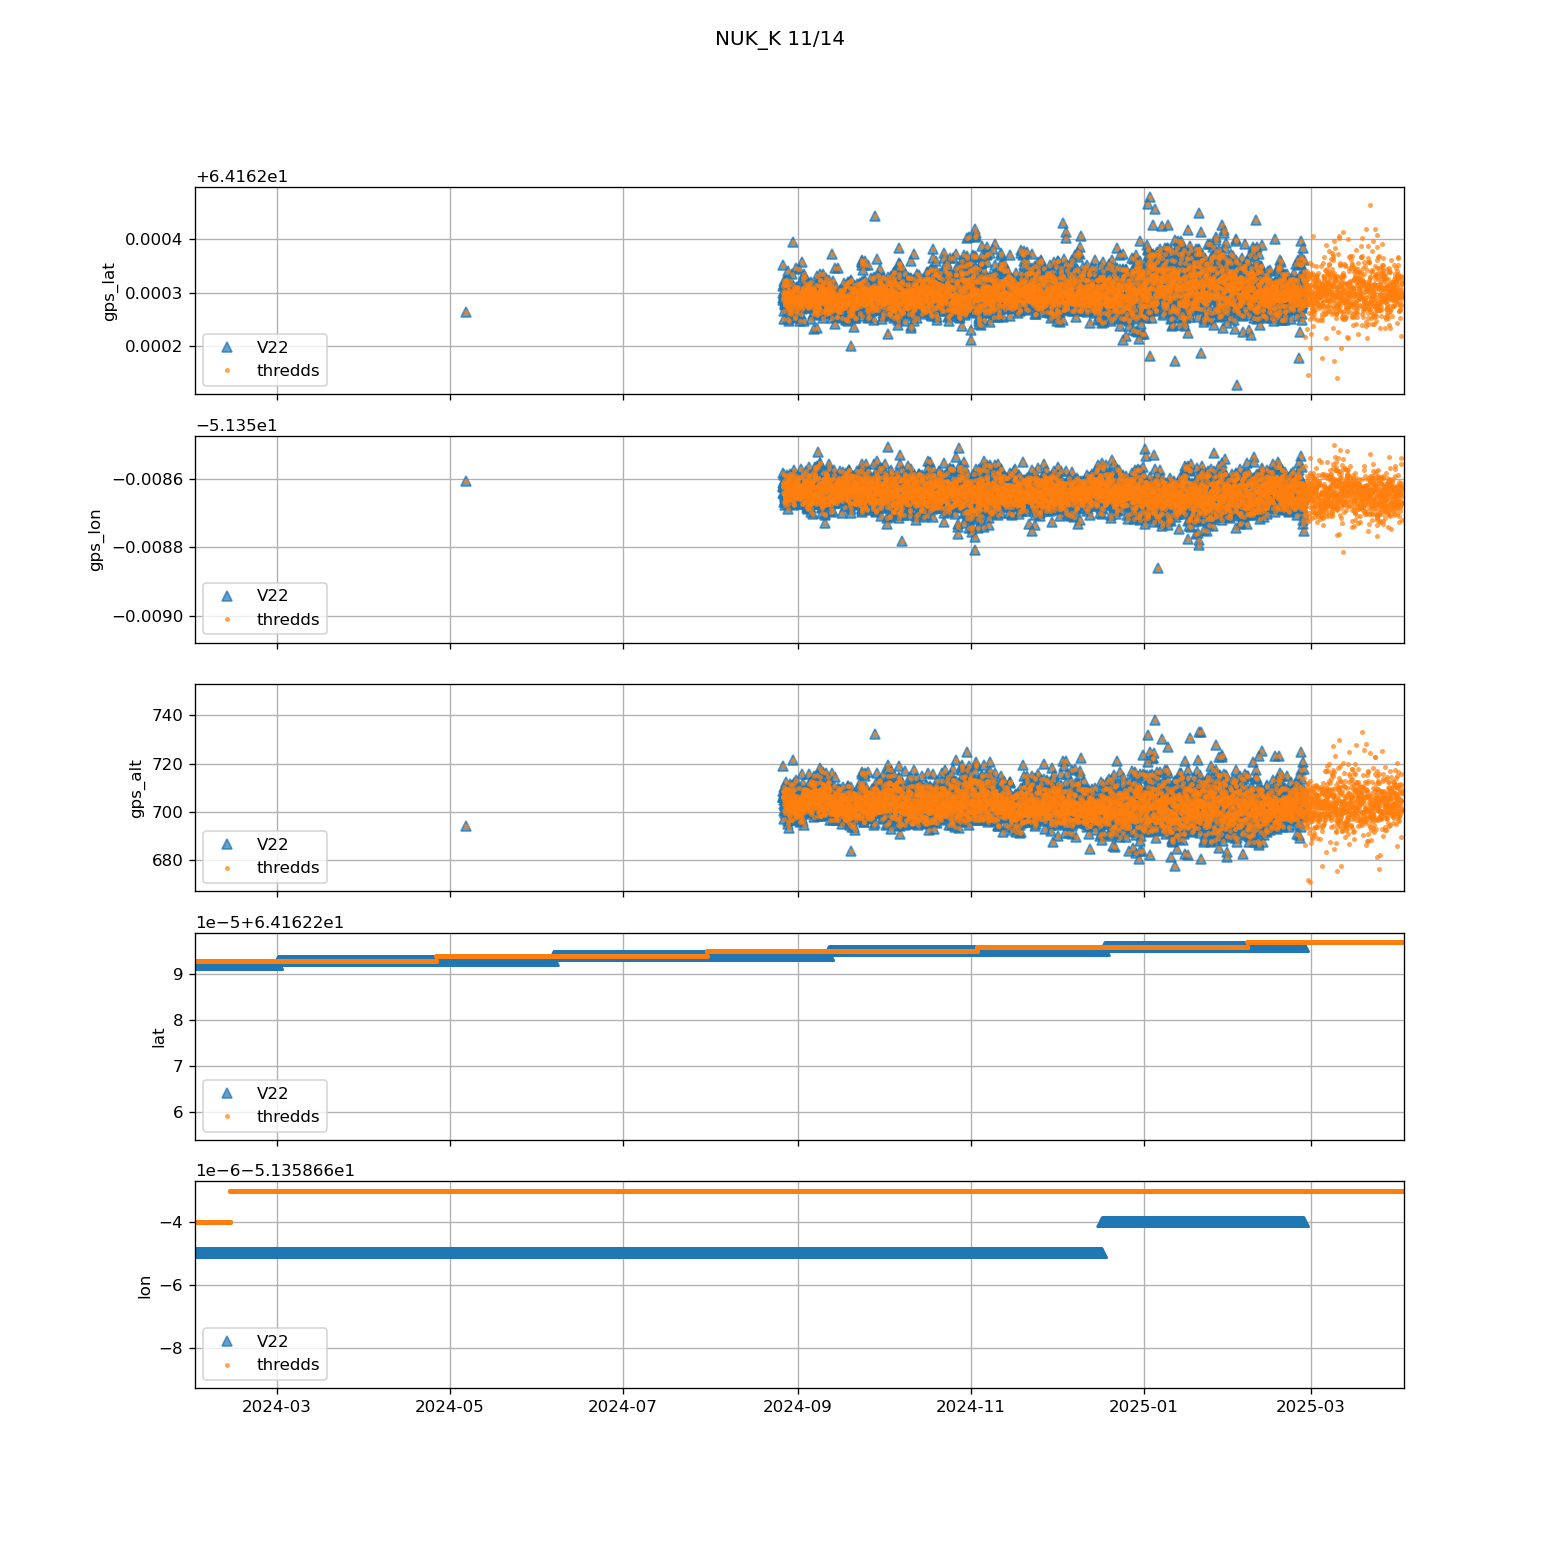 NUK_K 11/14
+6.4162e1
0.0004
0.0003
0.0002
gps_lat
V22
thredds
−5.135e1
−0.0086
−0.0088
−0.0090
gps_lon
V22
thredds
740
720
700
680
gps_alt
V22
thredds
1e−5+6.41622e1
9
8
7
6
lat
V22
thredds
1e−6−5.135866e1
−4
−6
−8
lon
V22
thredds
2024-03 2024-05 2024-07 2024-09 2024-11 2025-01 2025-03